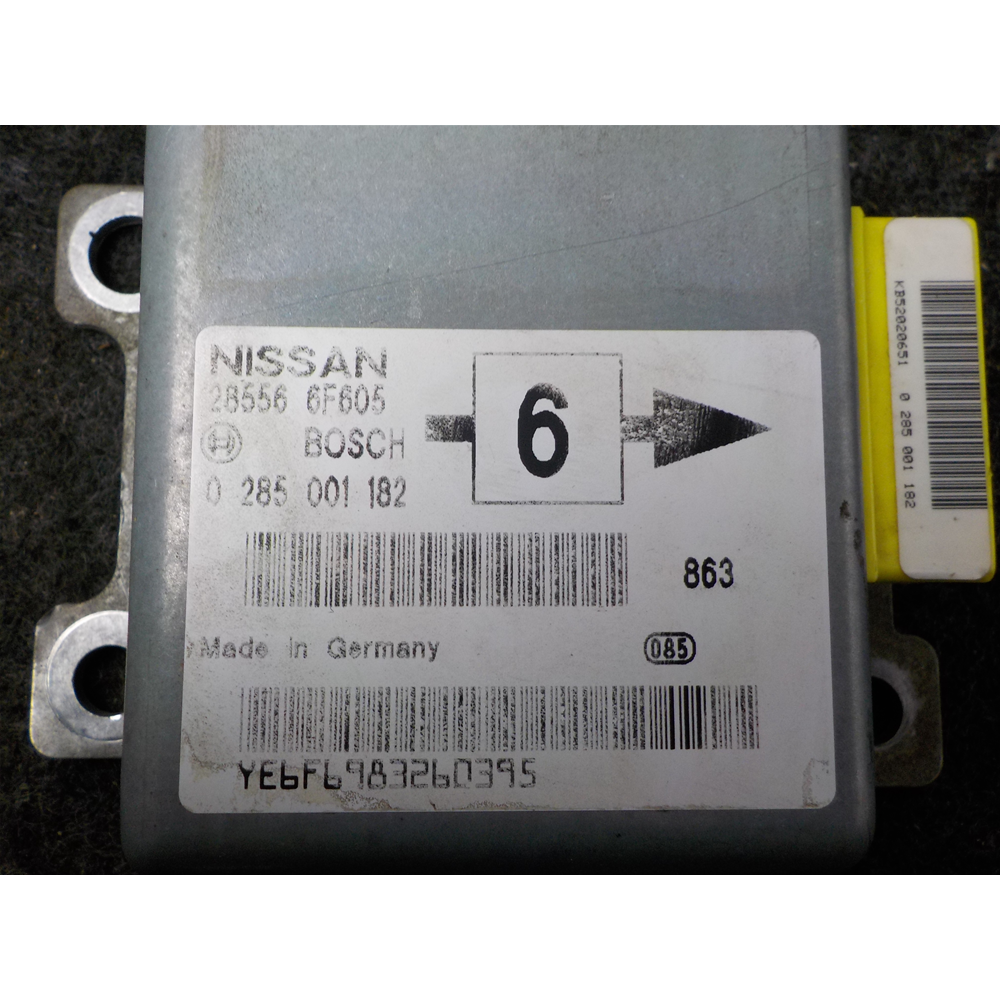 NISSAN
28556 6F605
BOSCH
0 285 001 182
6
863
Made in Germany
085
YE6F6983260395
KB52020651 0 285 001 182